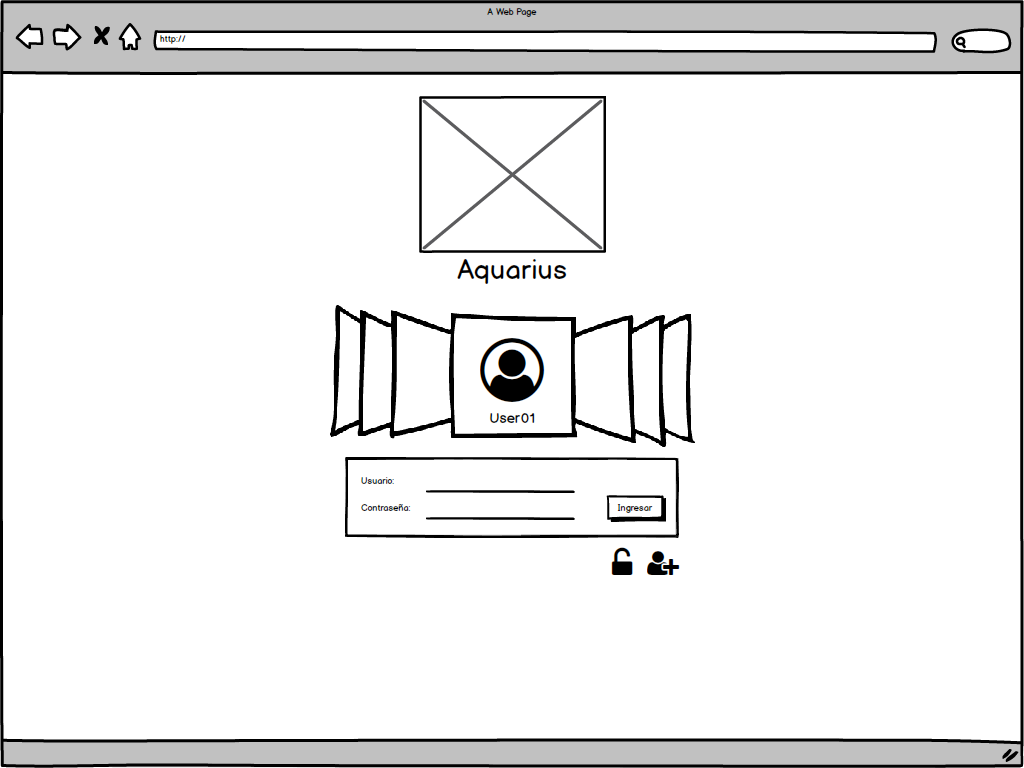 A Web Page
http://
Aquarius
User01
Usuario:
Contraseña:
Ingresar